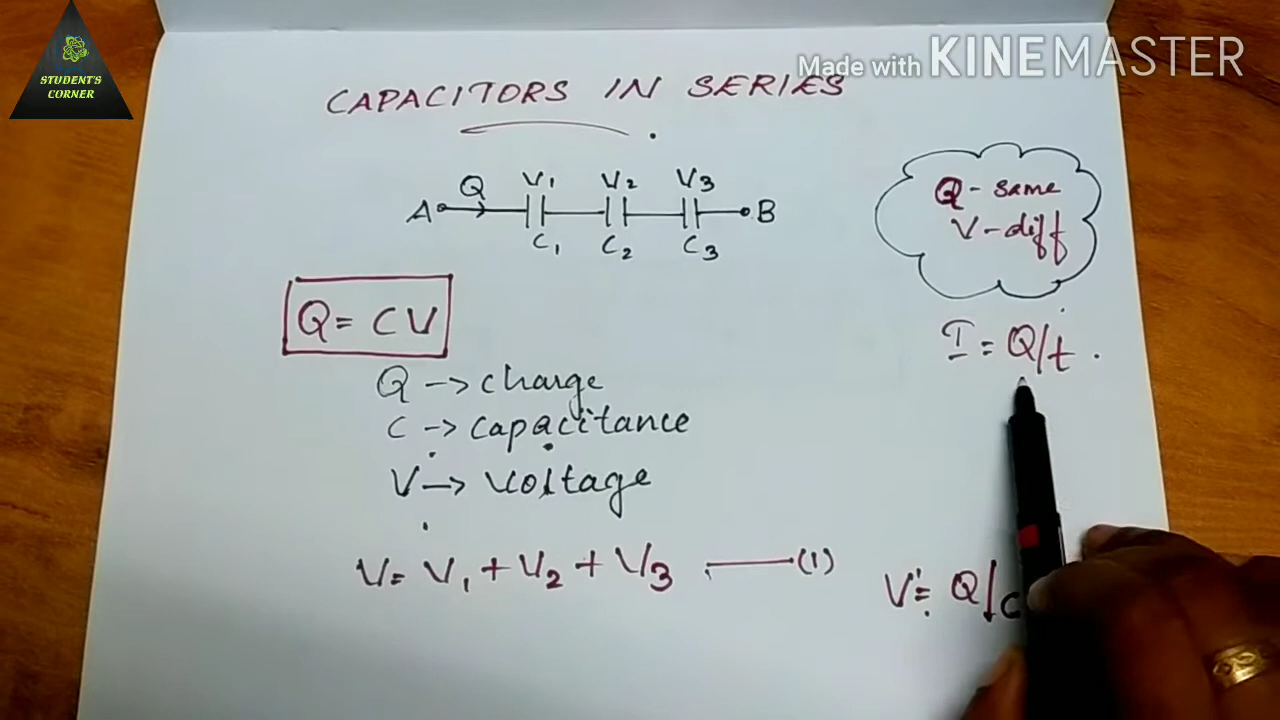 STUDENT'S
CORNER
Made with KINEMASTER
CAPACITORS IN SERIES
Q V1 V2 V3
A B
C1 C2 C3
Q - same
V - diff
Q = CV
I = Q/t
Q -> charge
C -> capacitance
V -> voltage
V = V1 + V2 + V3 (1)
V = Q/C